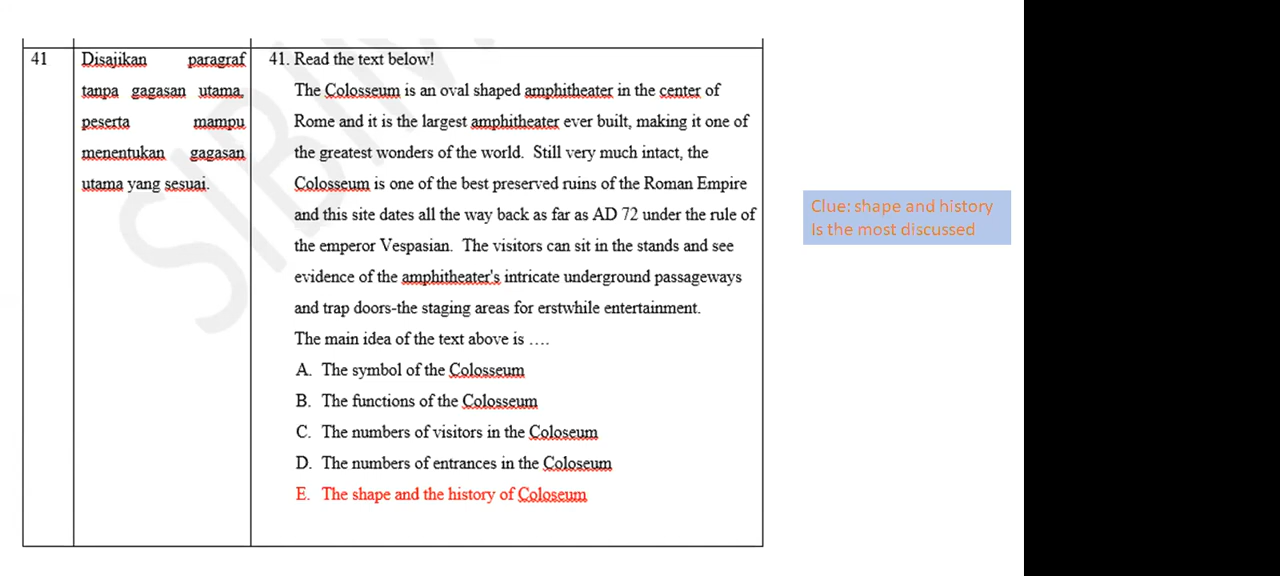 41
Disajikan paragraf
tanpa gagasan utama,
peserta mampu
menentukan gagasan
utama yang sesuai.
41. Read the text below!
The Colosseum is an oval shaped amphitheater in the center of
Rome and it is the largest amphitheater ever built, making it one of
the greatest wonders of the world. Still very much intact, the
Colosseum is one of the best preserved ruins of the Roman Empire
and this site dates all the way back as far as AD 72 under the rule of
the emperor Vespasian. The visitors can sit in the stands and see
evidence of the amphitheater's intricate underground passageways
and trap doors-the staging areas for erstwhile entertainment.
The main idea of the text above is ….
A. The symbol of the Colosseum
B. The functions of the Colosseum
C. The numbers of visitors in the Coloseum
D. The numbers of entrances in the Coloseum
E. The shape and the history of Coloseum
Clue: shape and history
Is the most discussed